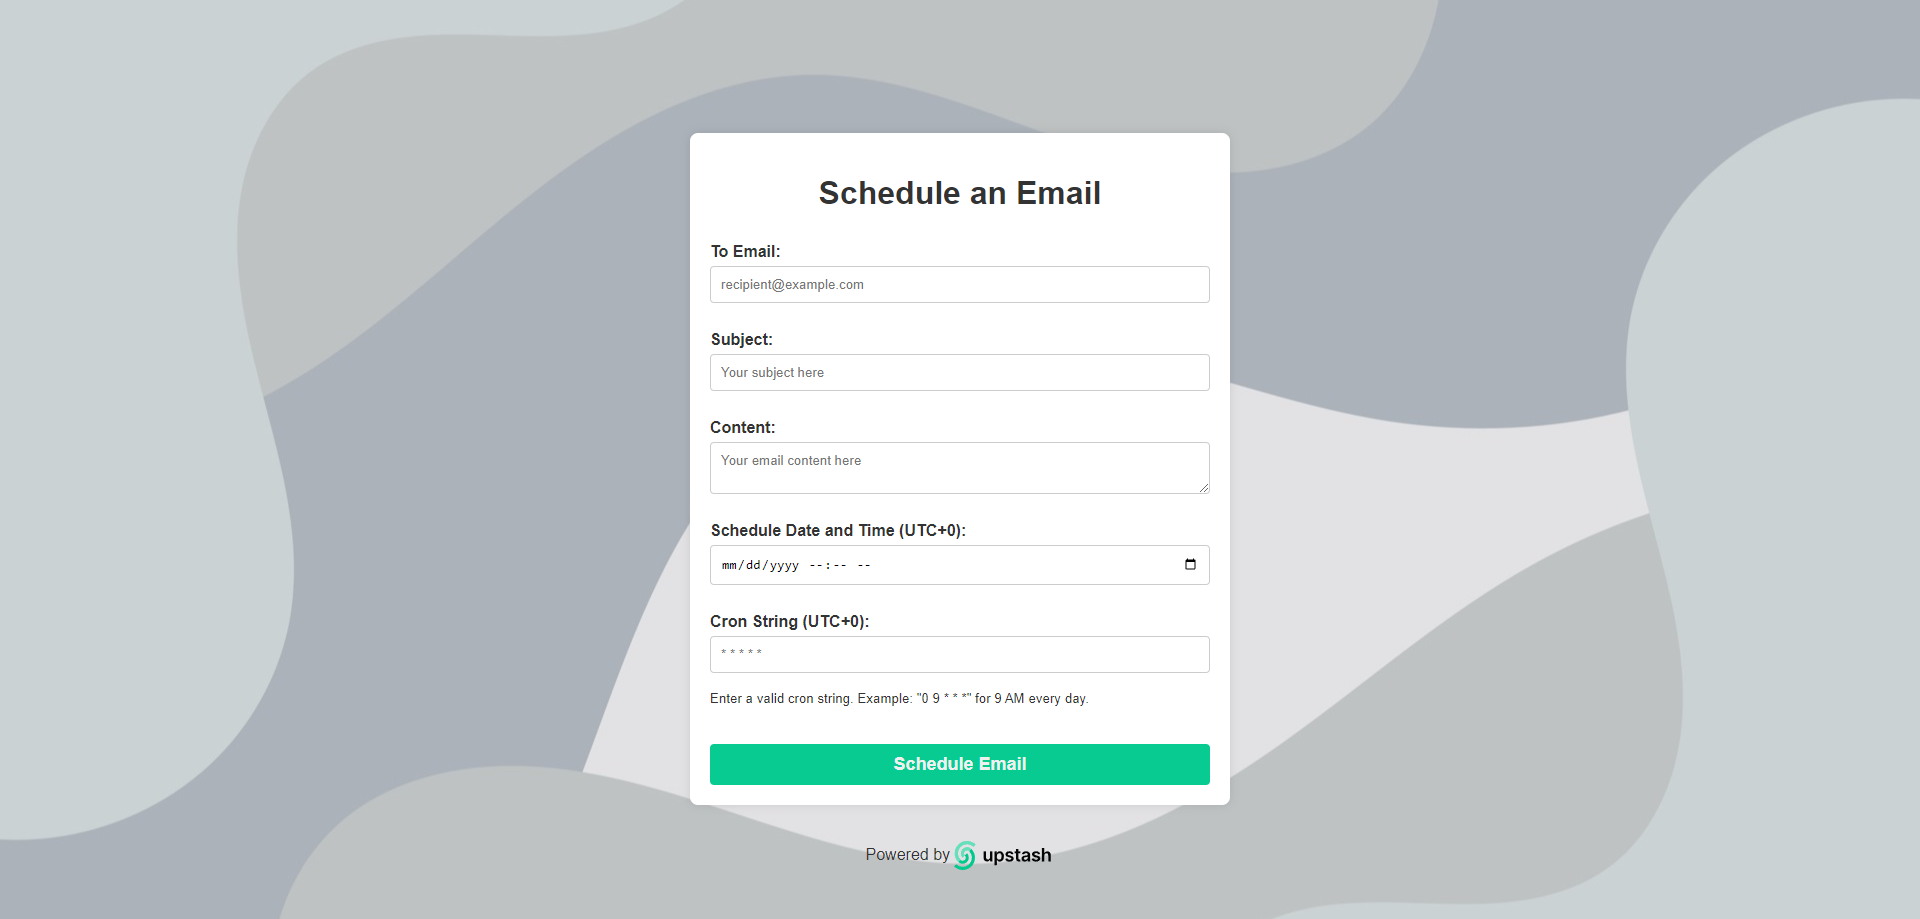 Schedule an Email
To Email:
recipient@example.com
Subject:
Your subject here
Content:
Your email content here
Schedule Date and Time (UTC+0):
mm/dd/yyyy --:-- --
Cron String (UTC+0):
* * * * *
Enter a valid cron string. Example: "0 9 * * *" for 9 AM every day.
Schedule Email
Powered by upstash